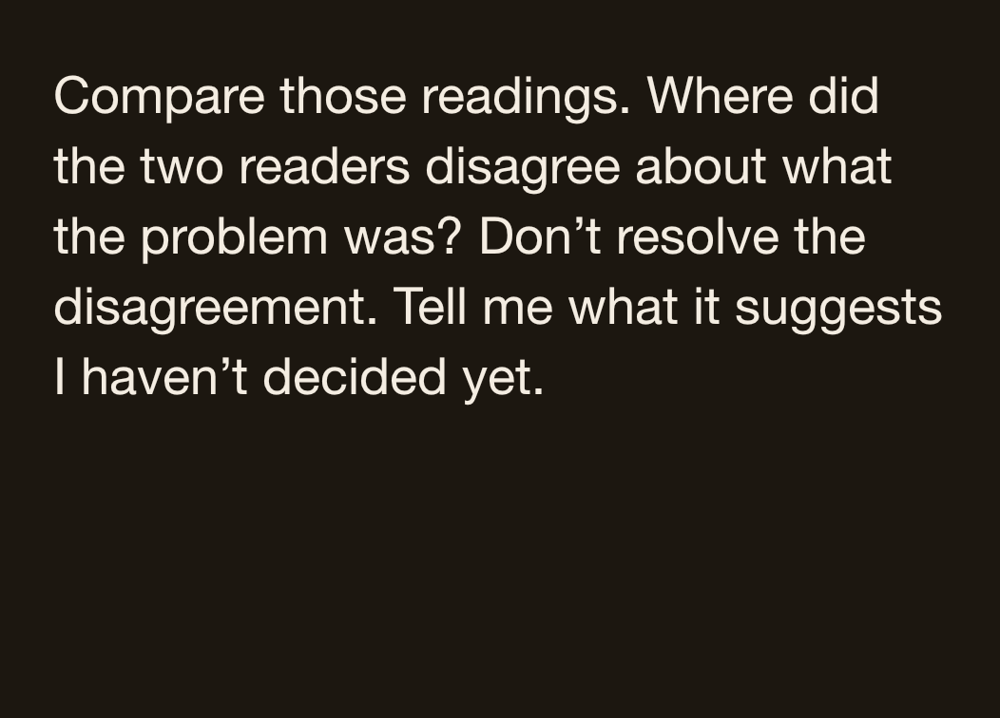 Compare those readings. Where did
the two readers disagree about what
the problem was? Don’t resolve the
disagreement. Tell me what it suggests
I haven’t decided yet.